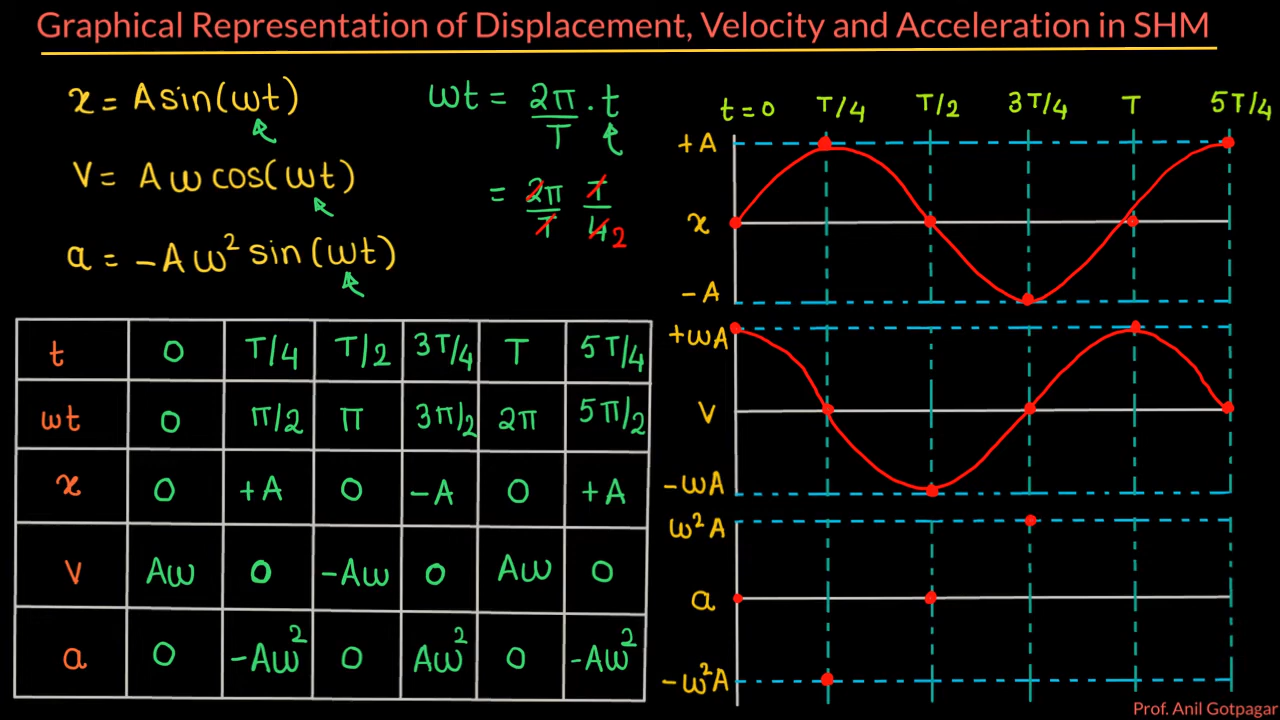 Graphical Representation of Displacement, Velocity and Acceleration in SHM
x = A sin(ωt)
v = A ω cos(ωt)
a = -A ω² sin (ωt)
ωt = 2π/T . t
= 2π/T T/4 2
t 0 T/4 T/2 3T/4 T 5T/4
ωt 0 π/2 π 3π/2 2π 5π/2
x 0 +A 0 -A 0 +A
v Aω 0 -Aω 0 Aω 0
a 0 -Aω² 0 Aω² 0 -Aω²
t=0 T/4 T/2 3T/4 T 5T/4
+A
x
-A
+ωA
v
-ωA
ω²A
a
-ω²A
Prof. Anil Gotpagar